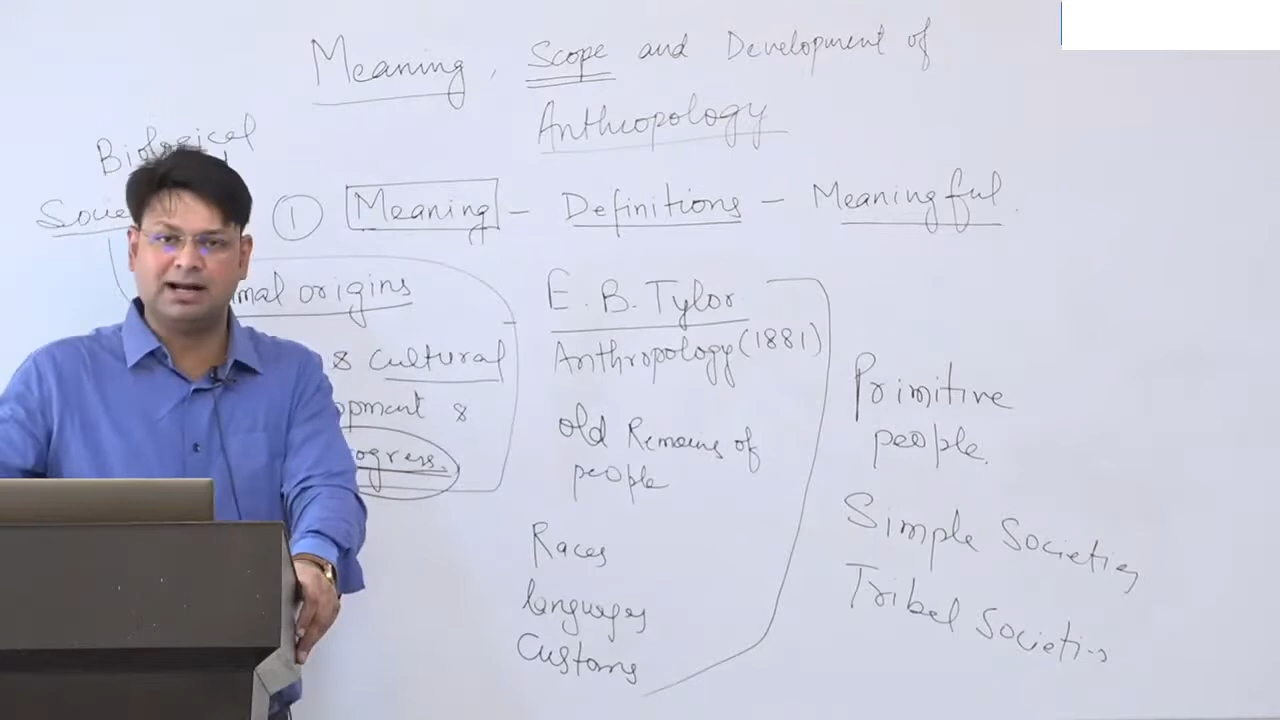 Meaning, Scope and Development of
Anthropology
Biological
① Meaning - Definitions - Meaningful.
origins
& cultural
&
E. B. Tylor
Anthropology (1881)
old Remains of
people
Races
languages
Customs
Primitive
people.
Simple Societies
Tribal Societies